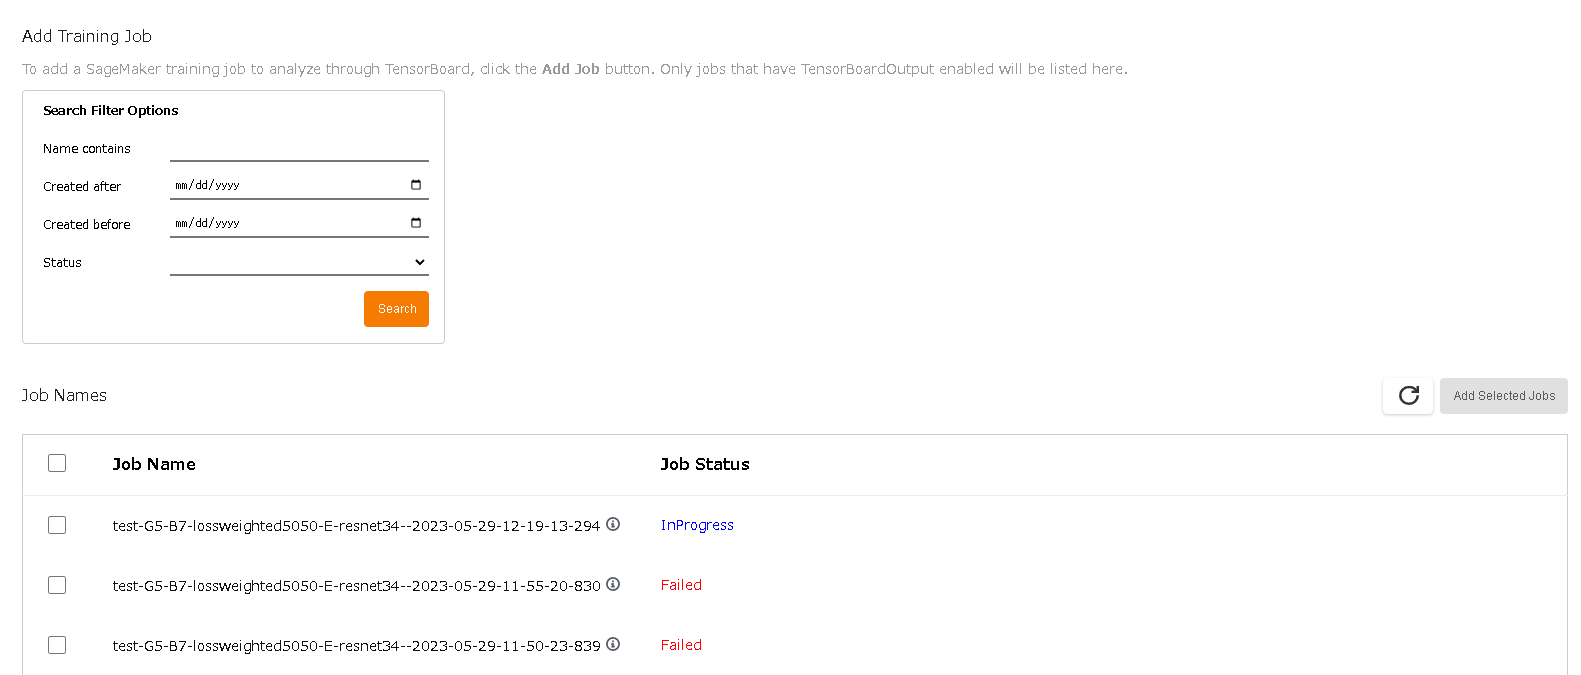 Add Training Job
To add a SageMaker training job to analyze through TensorBoard, click the Add Job button. Only jobs that have TensorBoardOutput enabled will be listed here.
Search Filter Options
Name contains
Created after mm/dd/yyyy
Created before mm/dd/yyyy
Status
Search
Job Names Add Selected Jobs
Job Name Job Status
test-G5-B7-lossweighted5050-E-resnet34--2023-05-29-12-19-13-294 InProgress
test-G5-B7-lossweighted5050-E-resnet34--2023-05-29-11-55-20-830 Failed
test-G5-B7-lossweighted5050-E-resnet34--2023-05-29-11-50-23-839 Failed